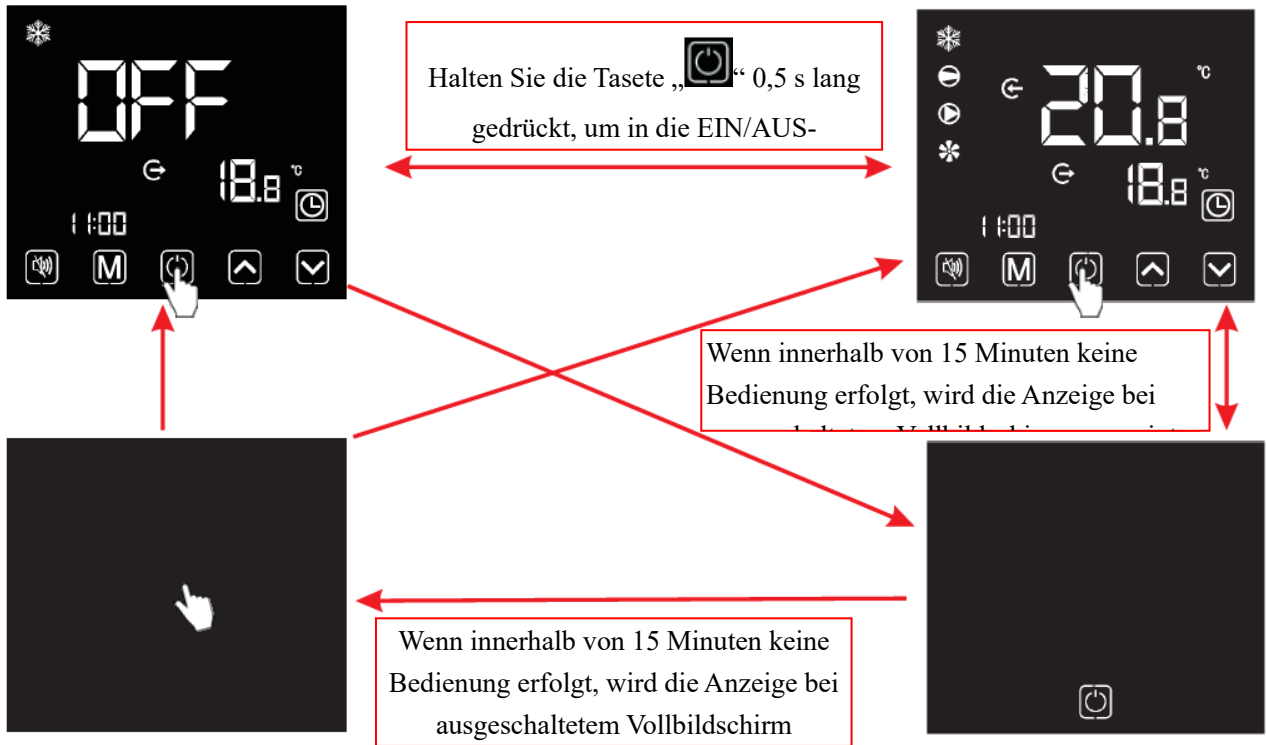 OFF
18.8 °C
11:00
M
Halten Sie die Tasete „ “ 0,5 s lang
gedrückt, um in die EIN/AUS-
20.8 °C
18.8 °C
11:00
M
Wenn innerhalb von 15 Minuten keine
Bedienung erfolgt, wird die Anzeige bei
Wenn innerhalb von 15 Minuten keine
Bedienung erfolgt, wird die Anzeige bei
ausgeschaltetem Vollbildschirm